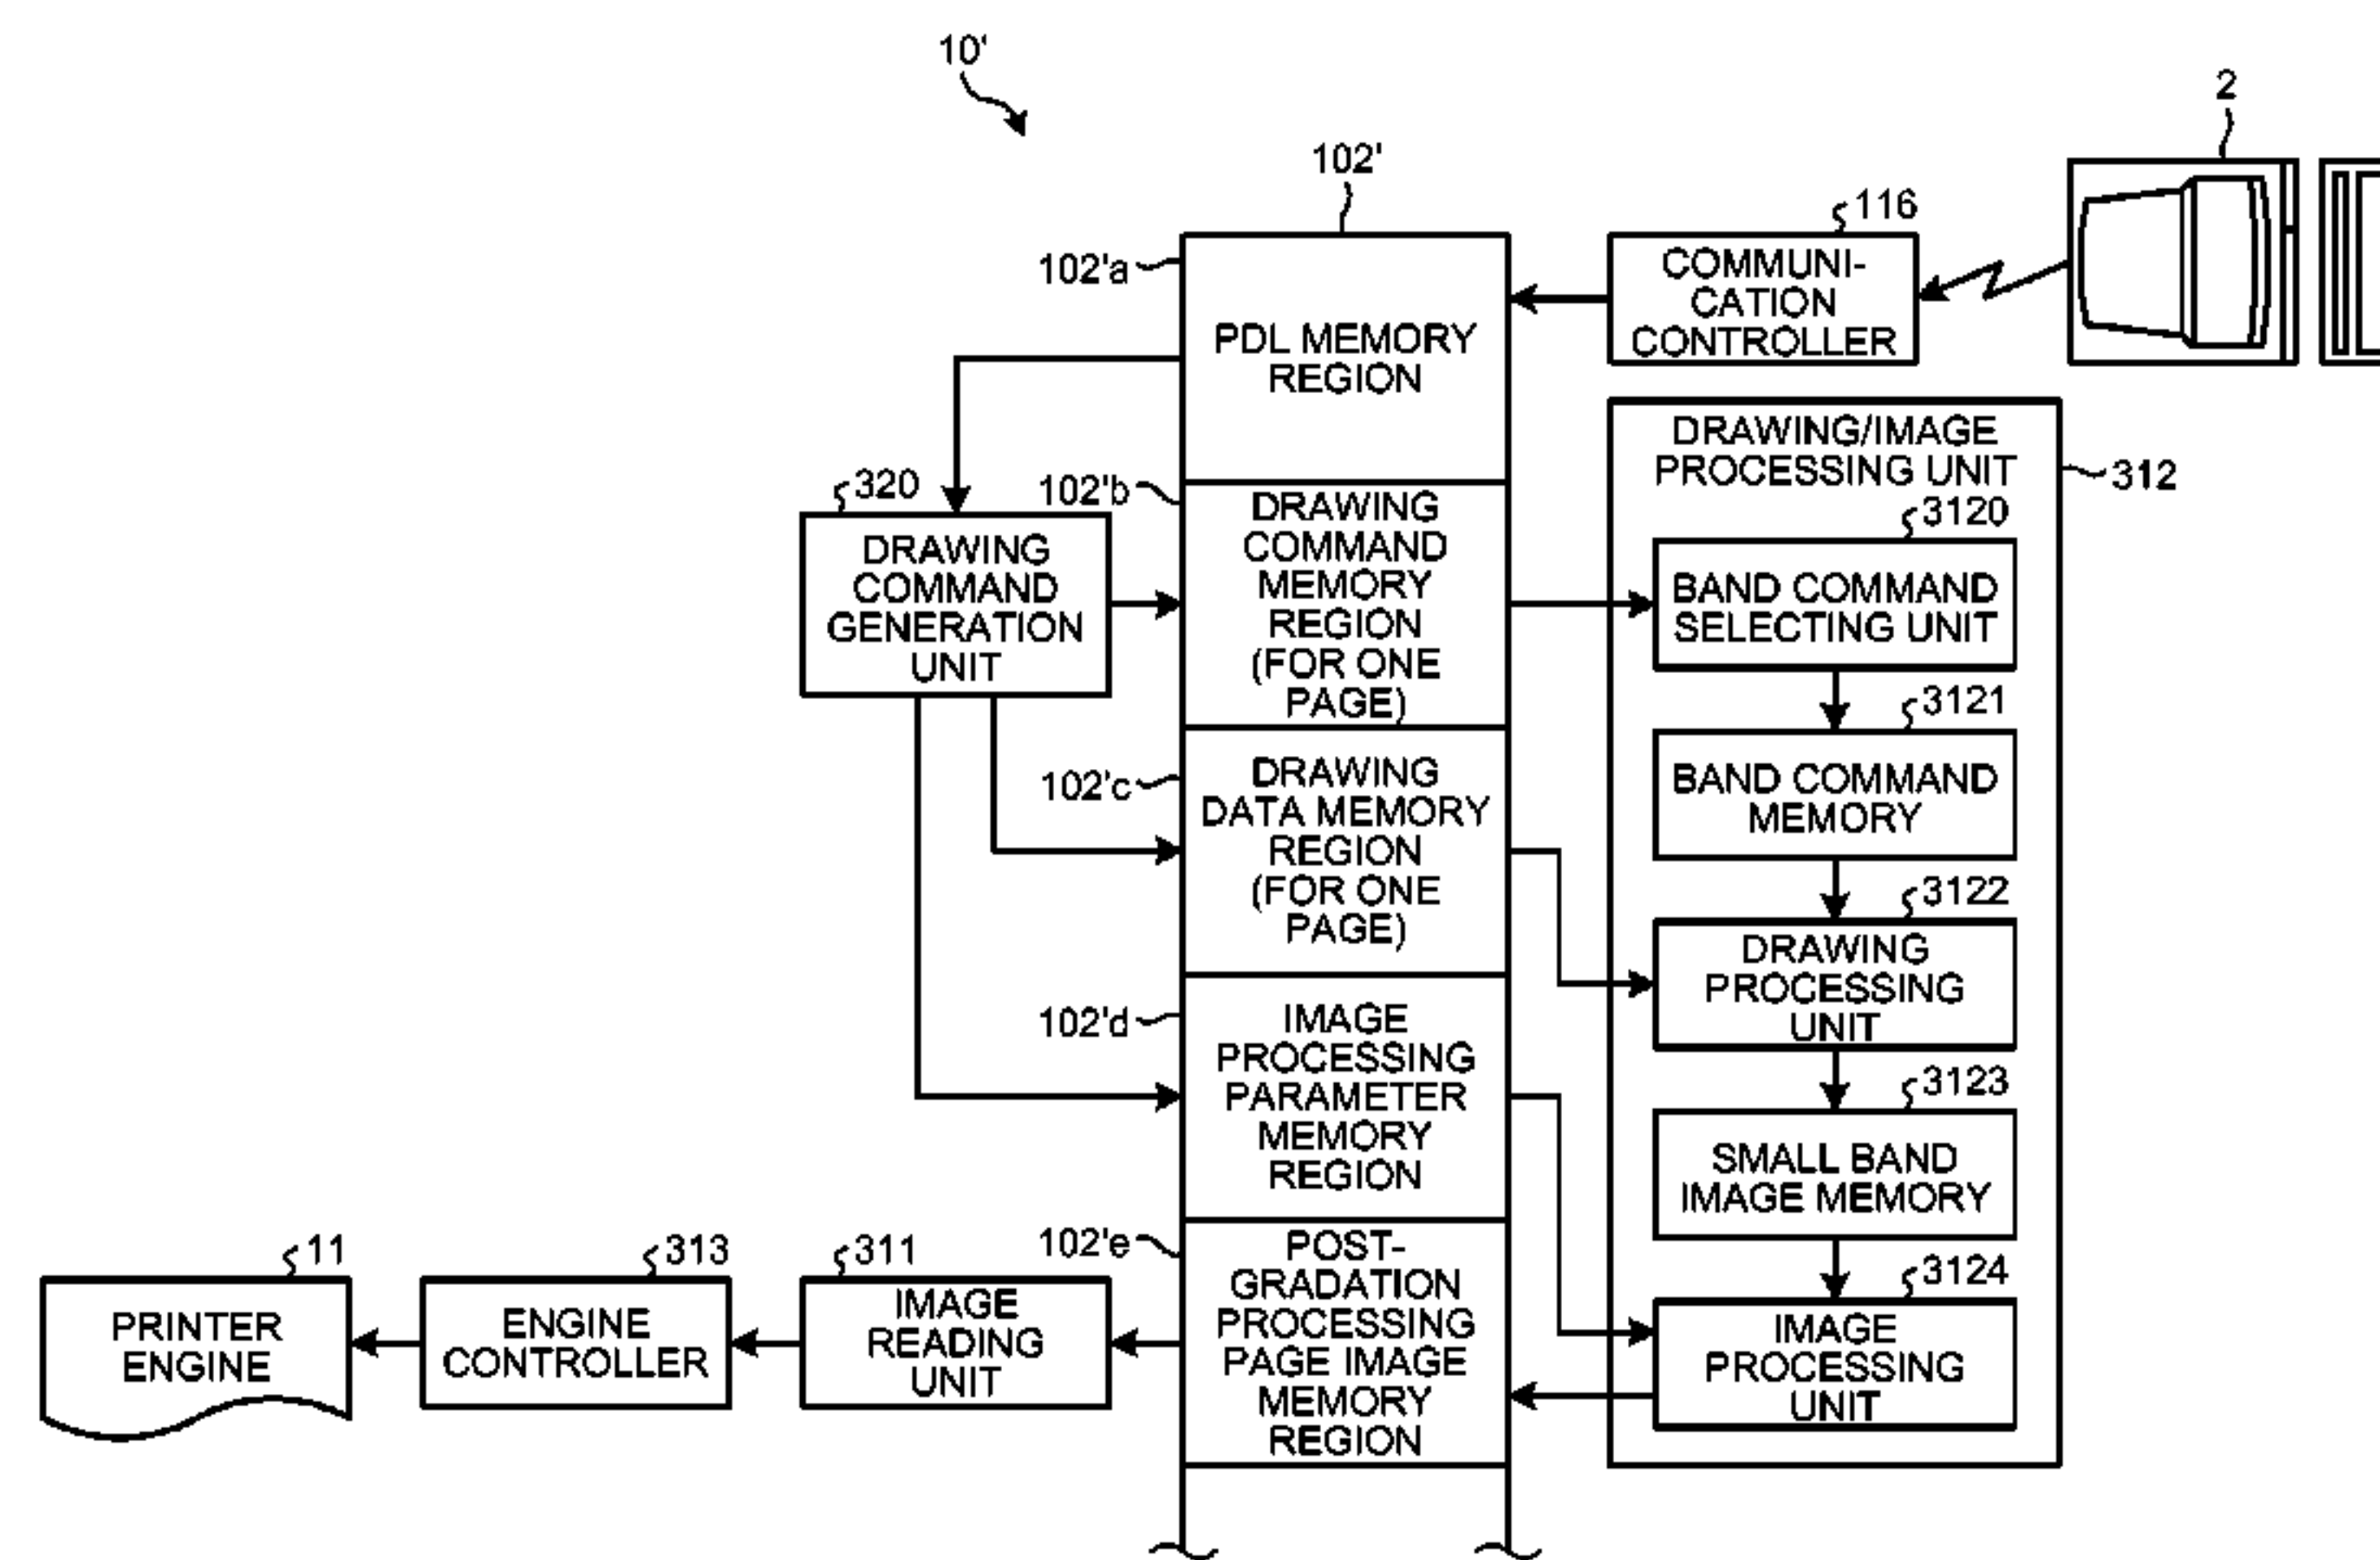 10'
2
102'
116
102'a
COMMUNI-
CATION
CONTROLLER
PDL MEMORY
REGION
DRAWING/IMAGE
PROCESSING UNIT
312
320
102'b
DRAWING
COMMAND
GENERATION
UNIT
DRAWING
COMMAND
MEMORY
REGION
(FOR ONE
PAGE)
3120
BAND COMMAND
SELECTING UNIT
3121
BAND COMMAND
MEMORY
102'c
DRAWING
DATA MEMORY
REGION
(FOR ONE
PAGE)
3122
DRAWING
PROCESSING
UNIT
102'd
IMAGE
PROCESSING
PARAMETER
MEMORY
REGION
3123
SMALL BAND
IMAGE MEMORY
11
PRINTER
ENGINE
313
ENGINE
CONTROLLER
311
IMAGE
READING
UNIT
102'e
POST-
GRADATION
PROCESSING
PAGE IMAGE
MEMORY
REGION
3124
IMAGE
PROCESSING
UNIT